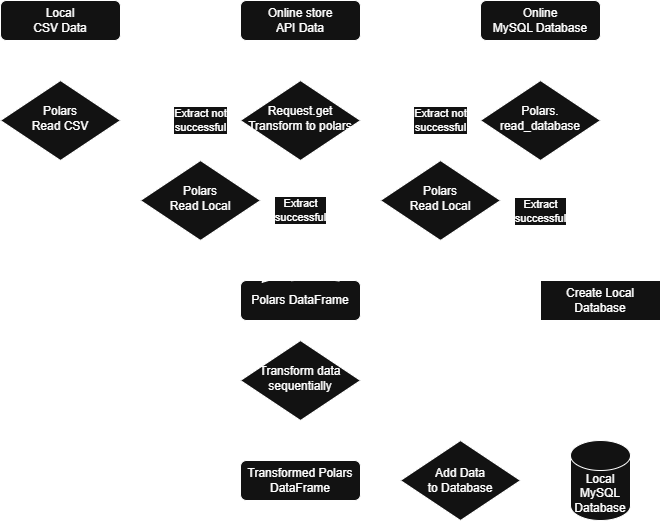 Local
CSV Data
Online store
API Data
Online
MySQL Database
Polars
Read CSV
Extract not
successful
Request.get
Transform to polars
Extract not
successful
Polars.
read_database
Polars
Read Local
Extract
successful
Polars
Read Local
Extract
successful
Polars DataFrame
Create Local
Database
Transform data
sequentially
Transformed Polars
DataFrame
Add Data
to Database
Local
MySQL
Database